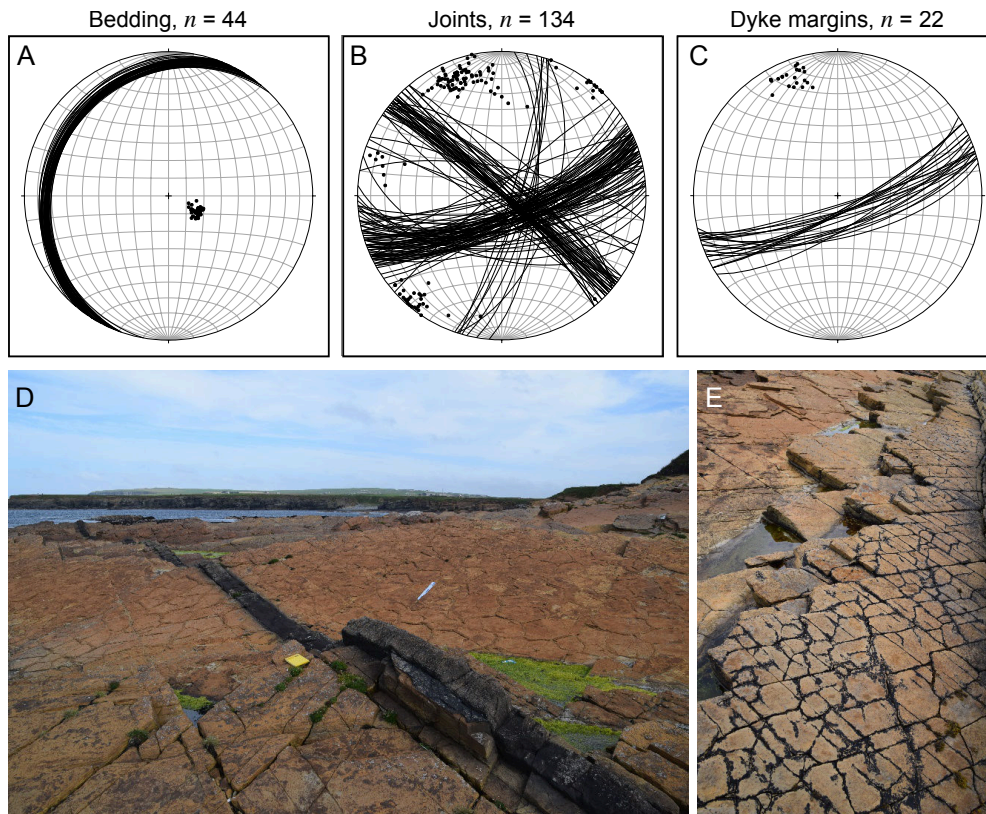 Bedding, n = 44
Joints, n = 134
Dyke margins, n = 22
A
B
C
D
E